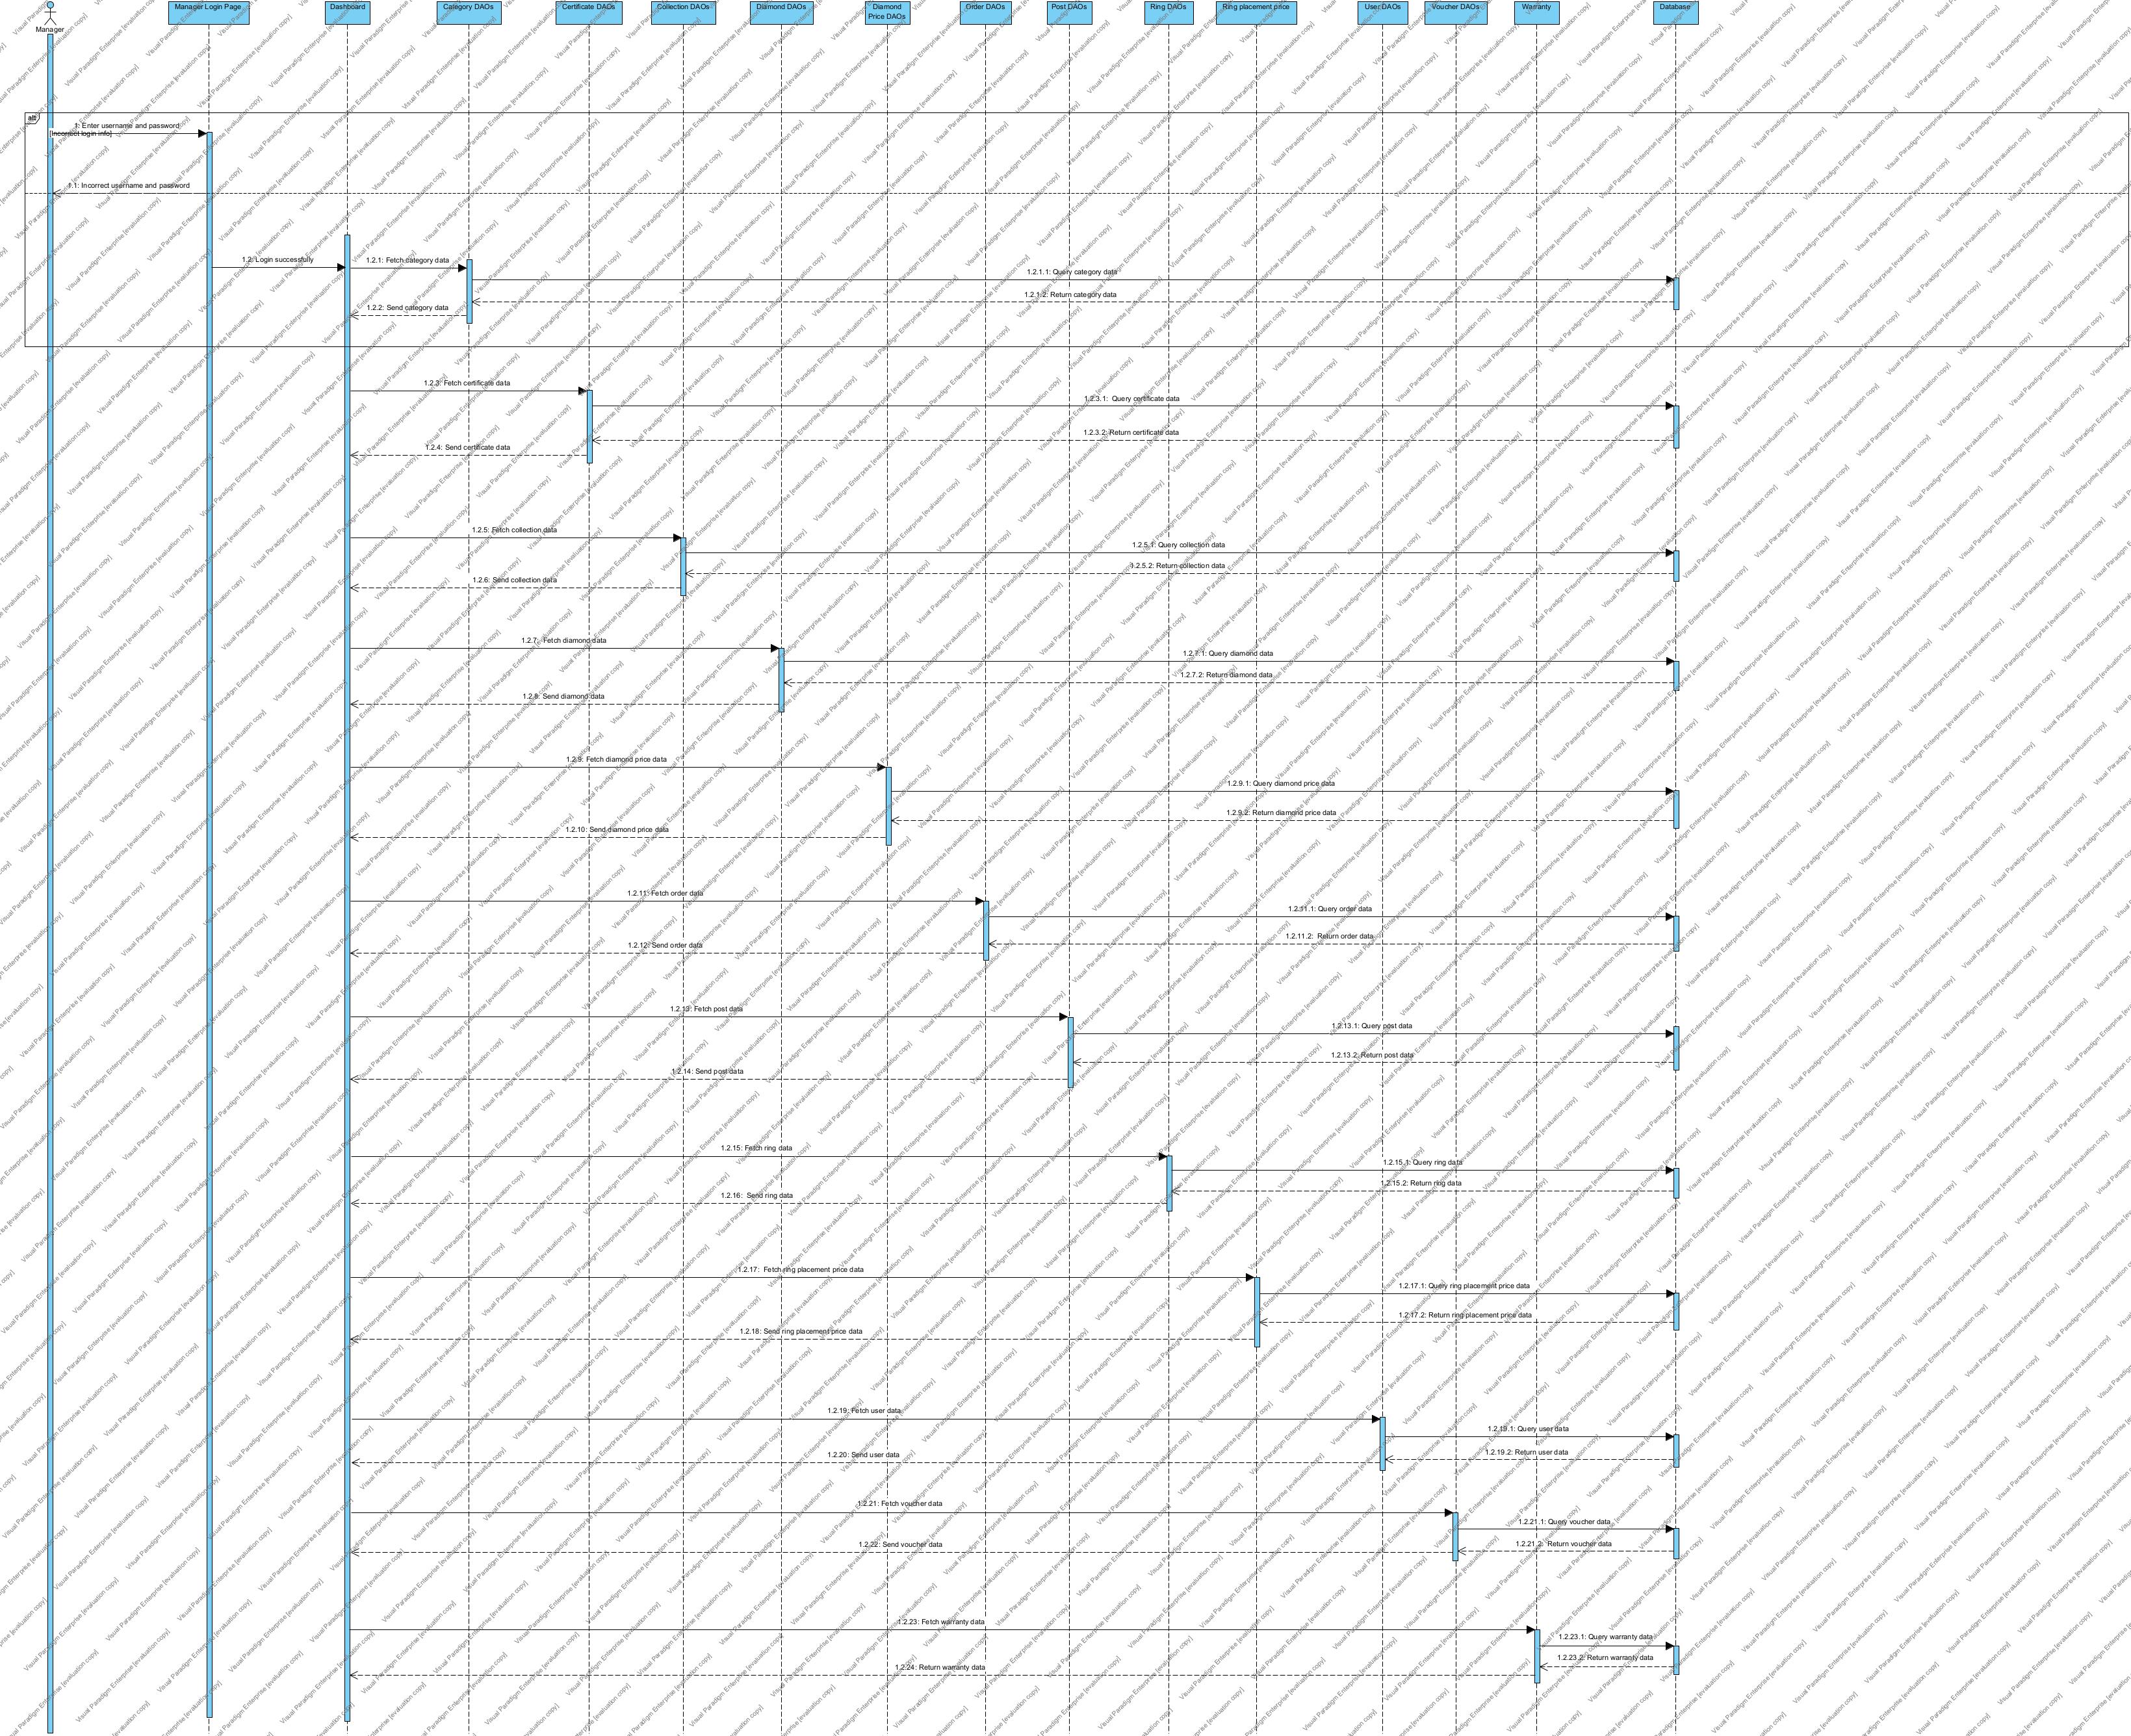 Manager
Manager Login Page
Dashboard
Category DAOs
Certificate DAOs
Collection DAOs
Diamond DAOs
Diamond
Price DAOs
Order DAOs
Post DAOs
Ring DAOs
Ring placement price
User DAOs
Voucher DAOs
Warranty
Database
alt
1: Enter username and password
[Incorrect login info]
1.1: Incorrect username and password
1.2: Login successfully
1.2.1: Fetch category data
1.2.1.1: Query category data
1.2.1.2: Return category data
1.2.2: Send category data
1.2.3: Fetch certificate data
1.2.3.1: Query certificate data
1.2.3.2: Return certificate data
1.2.4: Send certificate data
1.2.5: Fetch collection data
1.2.5.1: Query collection data
1.2.5.2: Return collection data
1.2.6: Send collection data
1.2.7: Fetch diamond data
1.2.7.1: Query diamond data
1.2.7.2: Return diamond data
1.2.8: Send diamond data
1.2.9: Fetch diamond price data
1.2.9.1: Query diamond price data
1.2.9.2: Return diamond price data
1.2.10: Send diamond price data
1.2.11: Fetch order data
1.2.11.1: Query order data
1.2.11.2: Return order data
1.2.12: Send order data
1.2.13: Fetch post data
1.2.13.1: Query post data
1.2.13.2: Return post data
1.2.14: Send post data
1.2.15: Fetch ring data
1.2.15.1: Query ring data
1.2.15.2: Return ring data
1.2.16: Send ring data
1.2.17: Fetch ring placement price data
1.2.17.1: Query ring placement price data
1.2.17.2: Return ring placement price data
1.2.18: Send ring placement price data
1.2.19: Fetch user data
1.2.19.1: Query user data
1.2.19.2: Return user data
1.2.20: Send user data
1.2.21: Fetch voucher data
1.2.21.1: Query voucher data
1.2.21.2: Return voucher data
1.2.22: Send voucher data
1.2.23: Fetch warranty data
1.2.23.1: Query warranty data
1.2.23.2: Return warranty data
1.2.24: Return warranty data
Visual Paradigm Enterprise [evaluation copy]